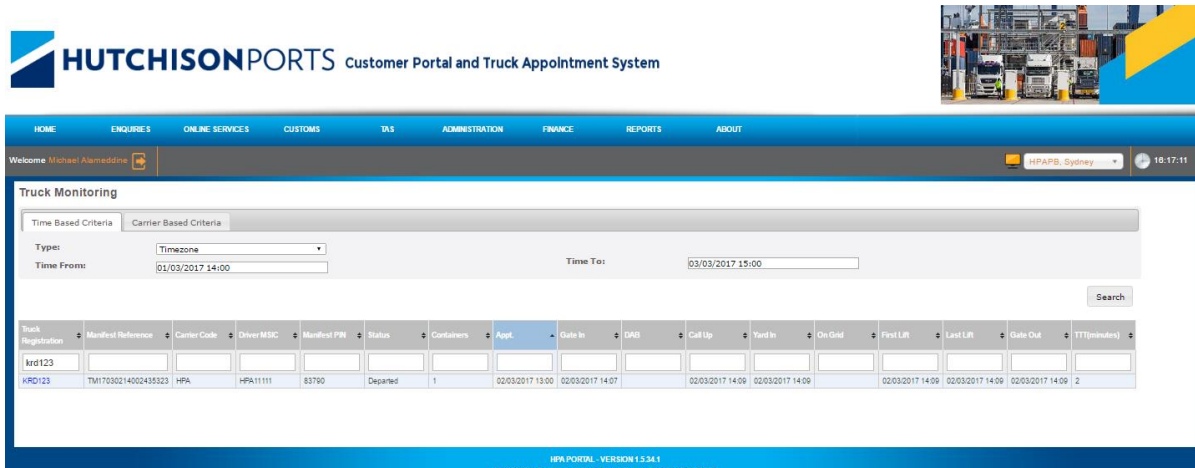 HUTCHISONPORTS Customer Portal and Truck Appointment System
HOME ENQUIRIES ONLINE SERVICES CUSTOMS TAS ADMINISTRATION FINANCE REPORTS ABOUT
Welcome Michael Alameddine HPAPB, Sydney 16:17:11
Truck Monitoring
Time Based Criteria Carrier Based Criteria
Type: Timezone
Time From: 01/03/2017 14:00 Time To: 03/03/2017 15:00
Search
Truck Registration Manifest Reference Carrier Code Driver MSIC Manifest PIN Status Containers Appt. Gate In DAB Call Up Yard In On Grid First Lift Last Lift Gate Out TTT(minutes)
krd123
KRD123 TM17030214002435323 HPA HPA11111 83790 Departed 1 02/03/2017 13:00 02/03/2017 14:07 02/03/2017 14:09 02/03/2017 14:09 02/03/2017 14:09 02/03/2017 14:09 02/03/2017 14:09 2
HPA PORTAL - VERSION 1.5.34.1